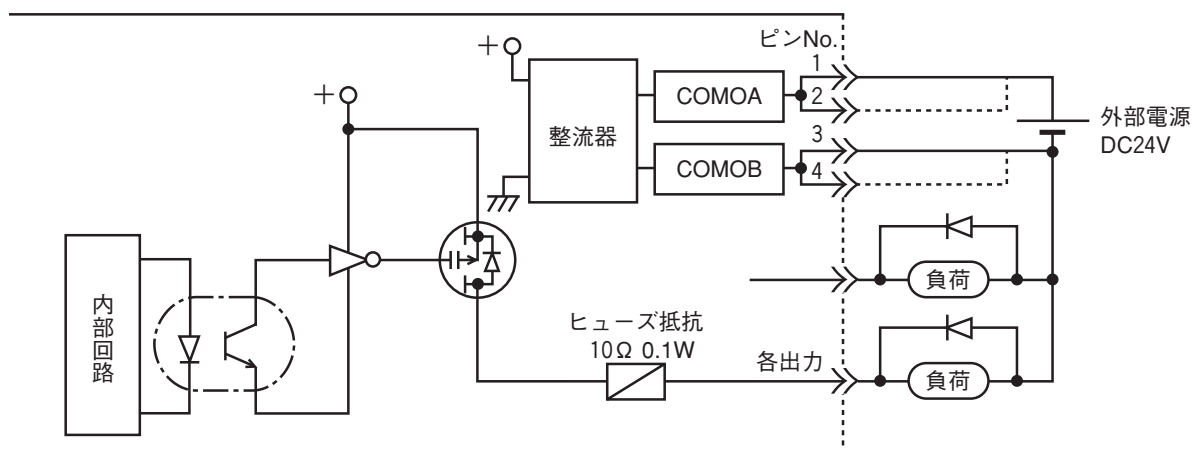 ピンNo.
1
2
3
4
+
+
整流器
COMOA
COMOB
外部電源
DC24V
内部回路
負荷
ヒューズ抵抗
10Ω 0.1W
各出力
負荷